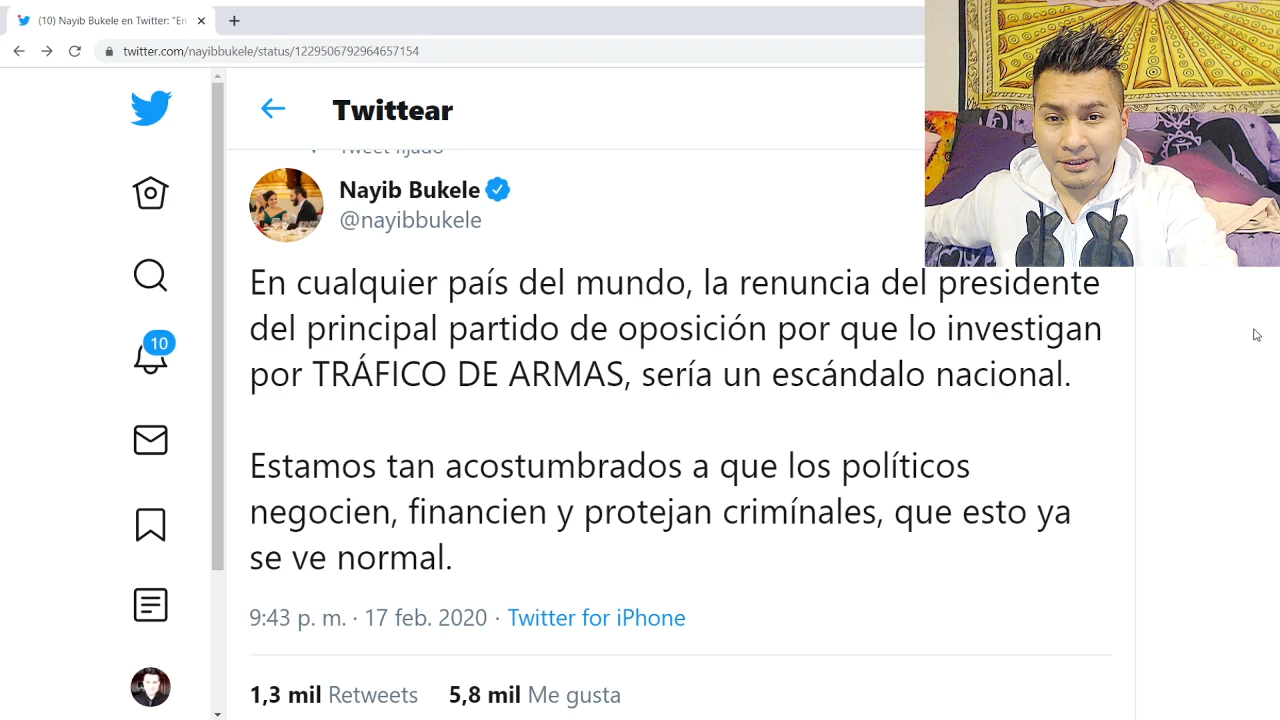 (10) Nayib Bukele en Twitter: "En
twitter.com/nayibbukele/status/1229506792964657154
Twittear
Tweet fijado
Nayib Bukele
@nayibbukele
En cualquier país del mundo, la renuncia del presidente
del principal partido de oposición por que lo investigan
por TRÁFICO DE ARMAS, sería un escándalo nacional.
Estamos tan acostumbrados a que los políticos
negocien, financien y protejan crimínales, que esto ya
se ve normal.
10
9:43 p. m. · 17 feb. 2020 · Twitter for iPhone
1,3 mil Retweets 5,8 mil Me gusta